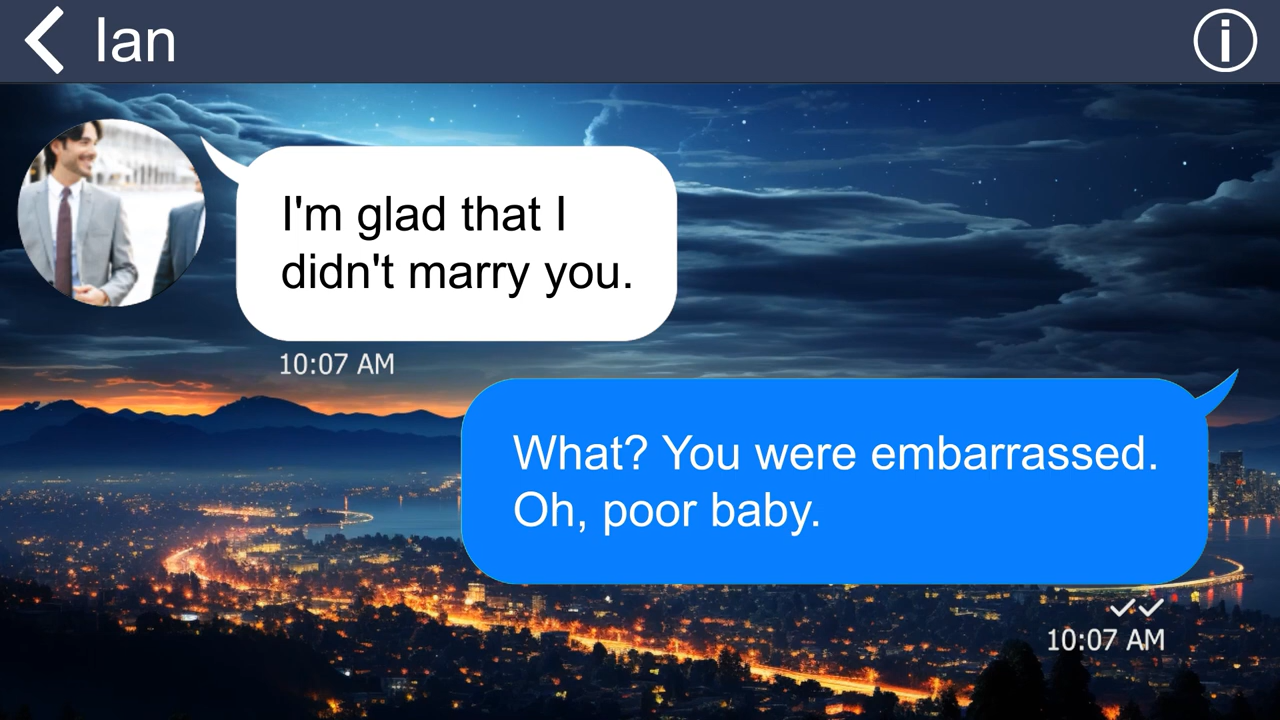 Ian
I'm glad that I
didn't marry you.
10:07 AM
What? You were embarrassed.
Oh, poor baby.
10:07 AM